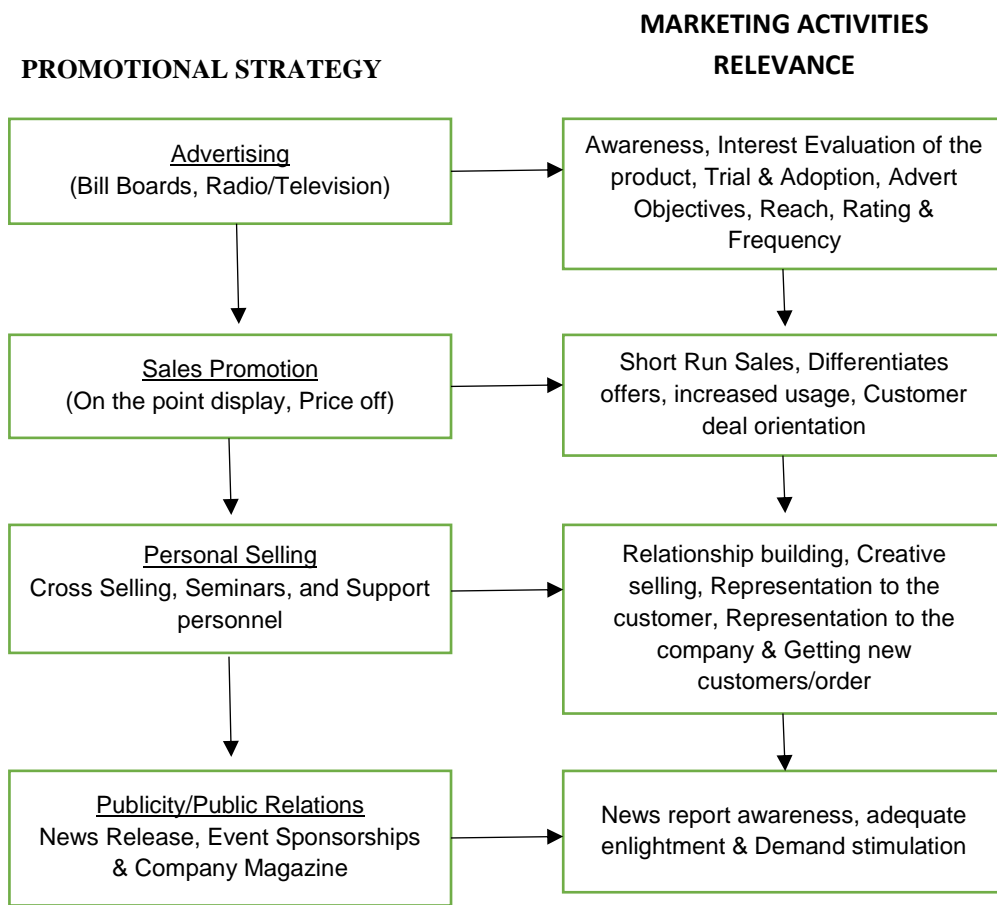 MARKETING ACTIVITIES
RELEVANCE
PROMOTIONAL STRATEGY
Advertising
(Bill Boards, Radio/Television)
Awareness, Interest Evaluation of the
product, Trial & Adoption, Advert
Objectives, Reach, Rating &
Frequency
Sales Promotion
(On the point display, Price off)
Short Run Sales, Differentiates
offers, increased usage, Customer
deal orientation
Personal Selling
Cross Selling, Seminars, and Support
personnel
Relationship building, Creative
selling, Representation to the
customer, Representation to the
company & Getting new
customers/order
Publicity/Public Relations
News Release, Event Sponsorships
& Company Magazine
News report awareness, adequate
enlightment & Demand stimulation